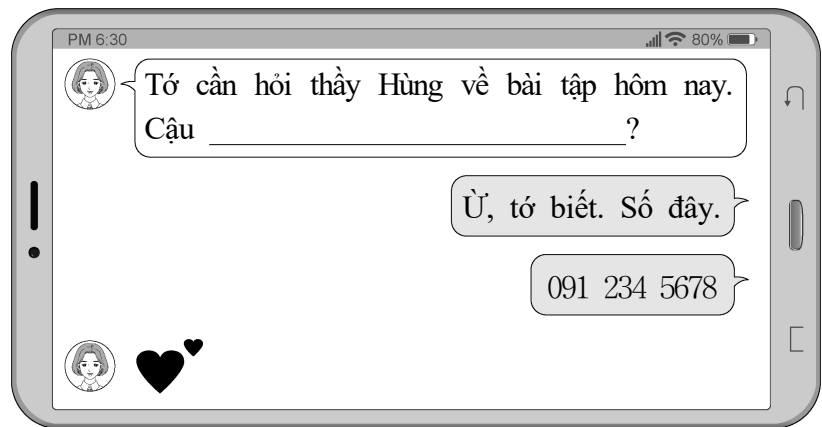 PM 6:30
80%
Tớ cần hỏi thầy Hùng về bài tập hôm nay.
Cậu ______________________________?
Ừ, tớ biết. Số đây.
091 234 5678